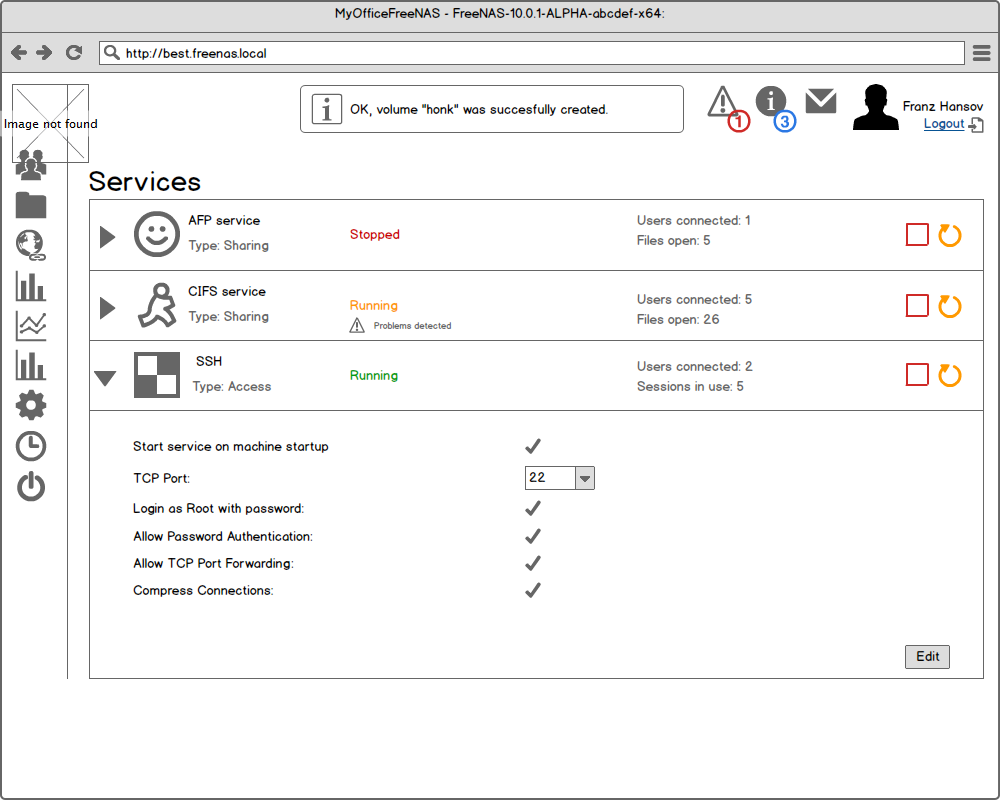 MyOfficeFreeNAS - FreeNAS-10.0.1-ALPHA-abcdef-x64:
http://best.freenas.local
Image not found
OK, volume "honk" was succesfully created.
1
3
Franz Hansov
Logout
Services
AFP service
Type: Sharing
Stopped
Users connected: 1
Files open: 5
CIFS service
Type: Sharing
Running
Problems detected
Users connected: 5
Files open: 26
SSH
Type: Access
Running
Users connected: 2
Sessions in use: 5
Start service on machine startup
TCP Port:
22
Login as Root with password:
Allow Password Authentication:
Allow TCP Port Forwarding:
Compress Connections:
Edit